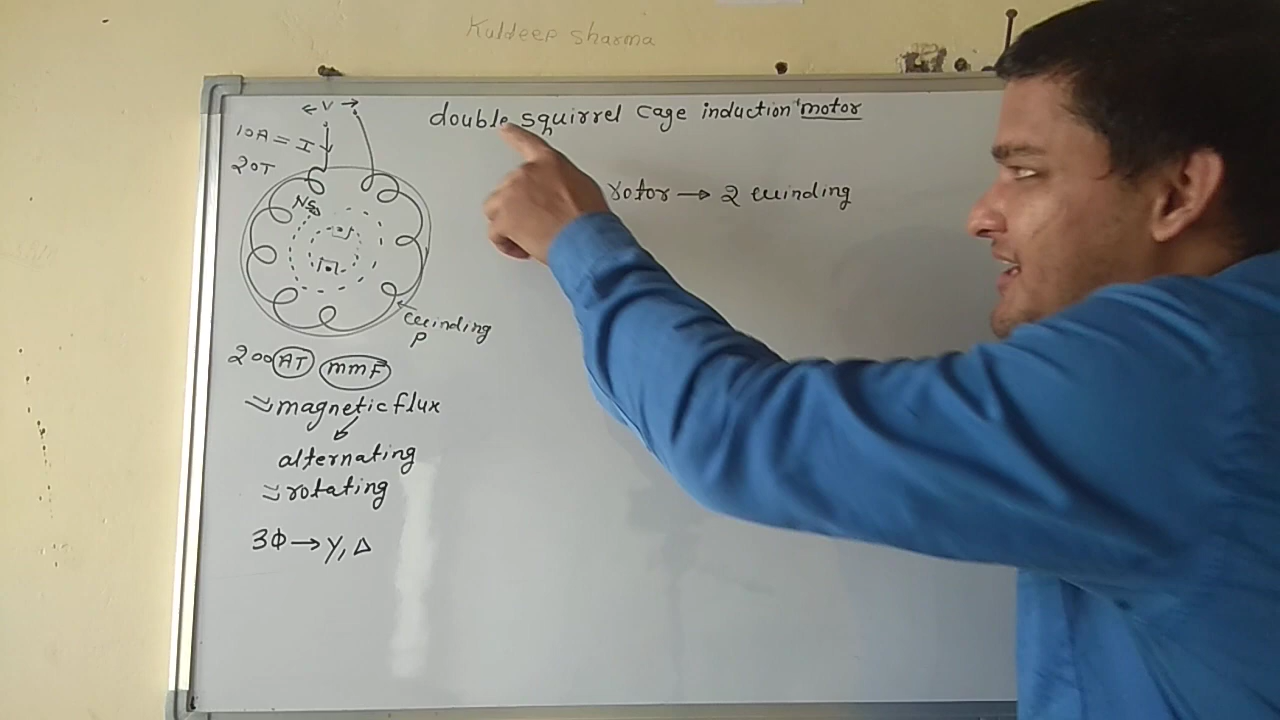 Kuldeep sharma
double squirrel cage induction motor
← V →
10A = I
20T
NS
rotor → 2 winding
winding
P
200 AT mmF
magnetic flux
alternating
rotating
3Φ → Y, Δ